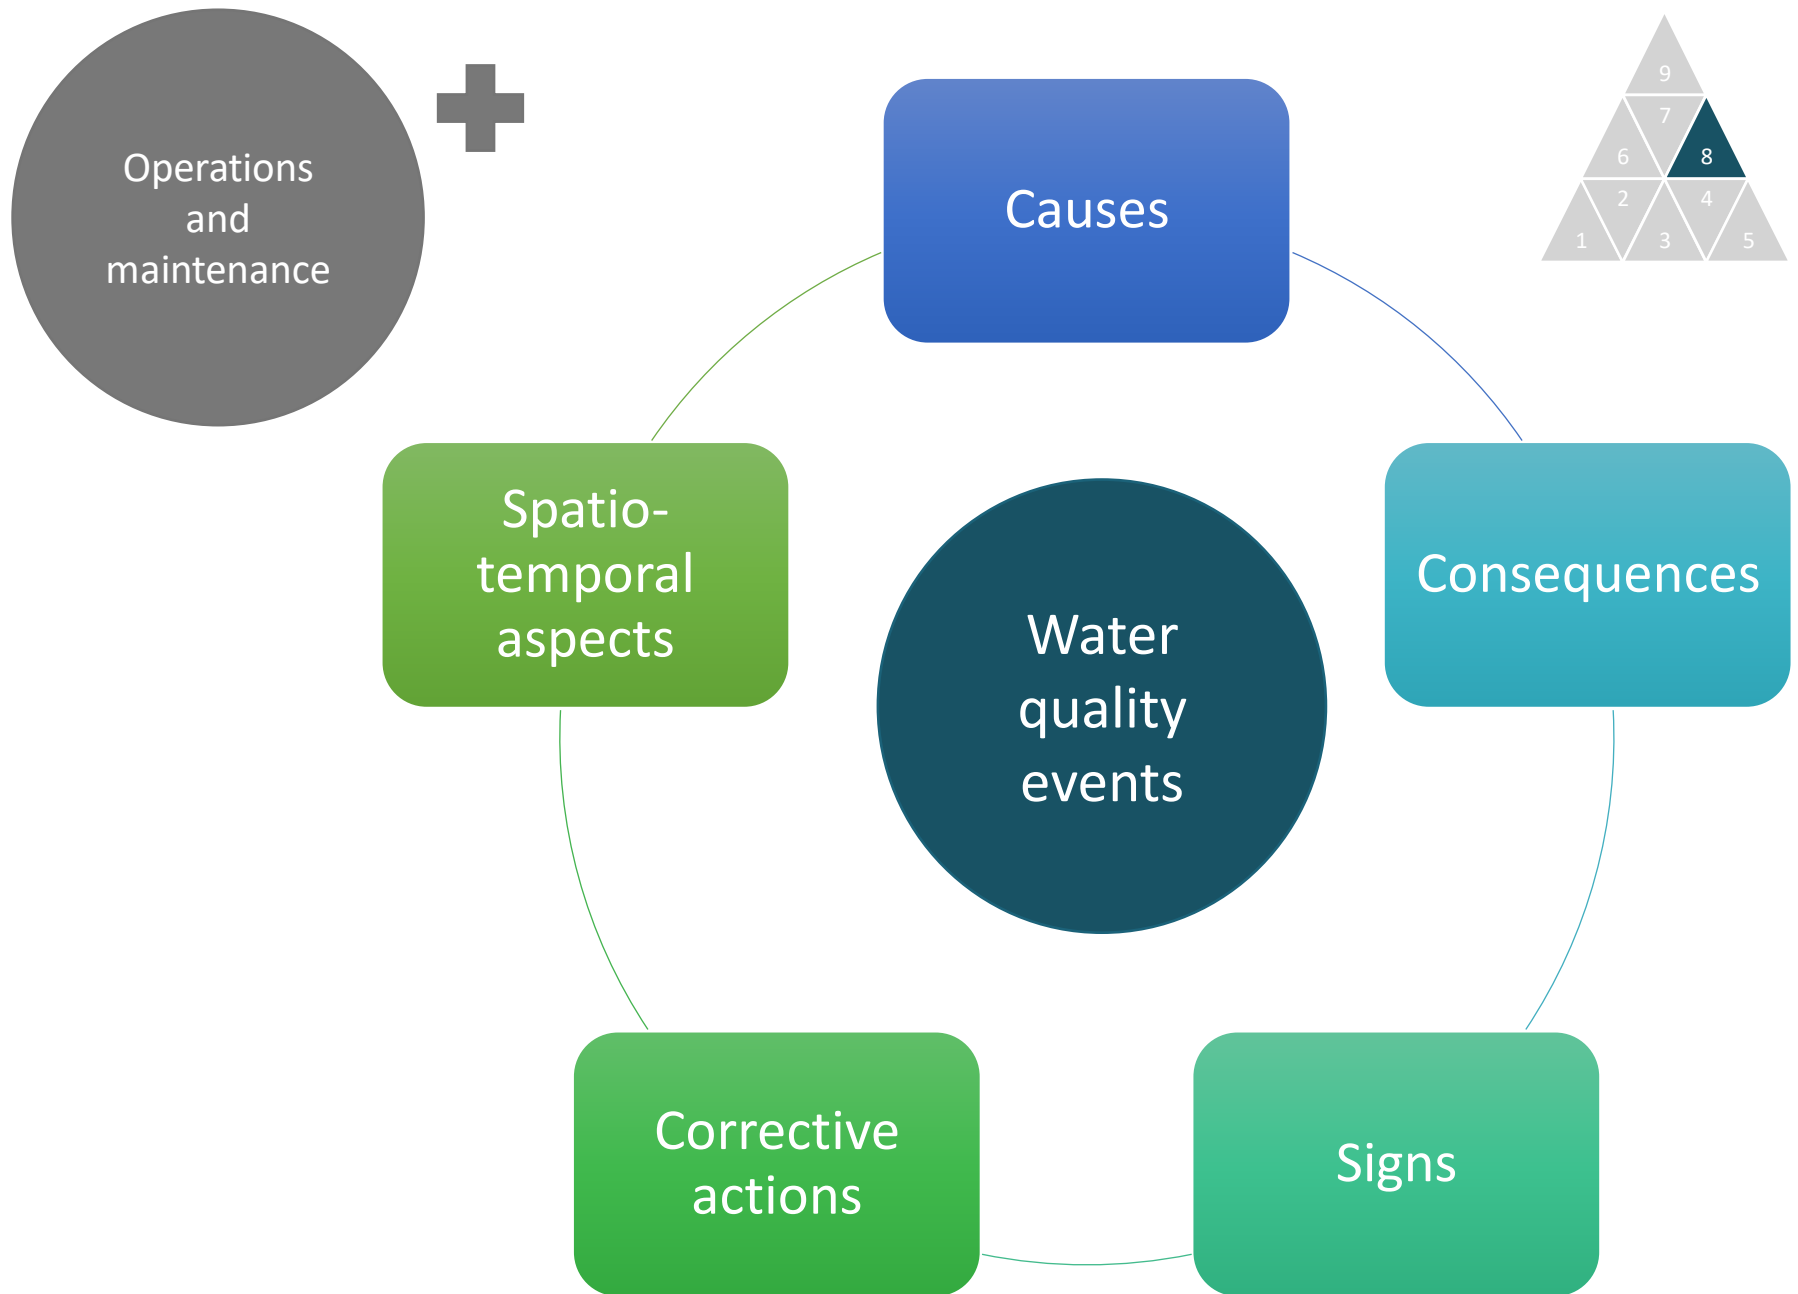 Operations
and
maintenance
Causes
9
7
6
8
2
4
1
3
5
Spatio-
temporal
aspects
Water
quality
events
Consequences
Corrective
actions
Signs